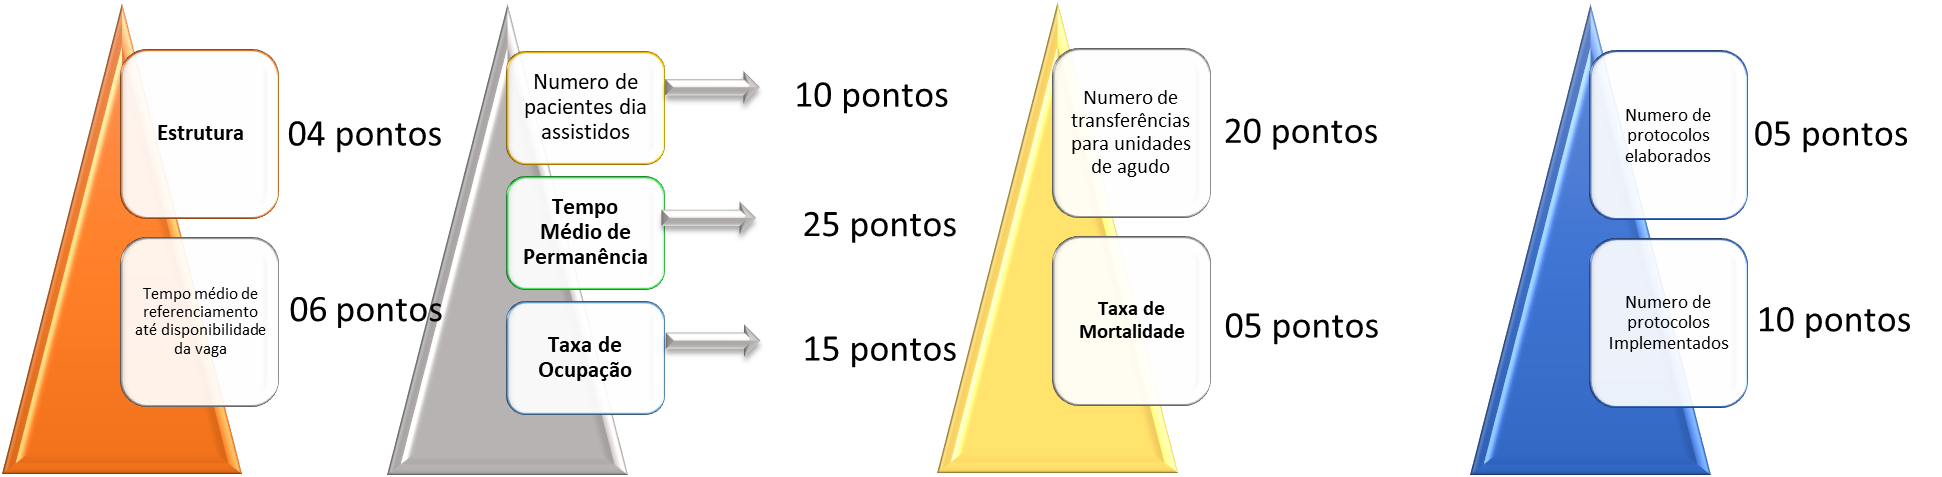 Estrutura
04 pontos
Tempo médio de
referenciamento
até disponibilidade
da vaga
06 pontos
Numero de
pacientes dia
assistidos
10 pontos
Tempo
Médio de
Permanência
25 pontos
Taxa de
Ocupação
15 pontos
Numero de
transferências
para unidades
de agudo
20 pontos
Taxa de
Mortalidade
05 pontos
Numero de
protocolos
elaborados
05 pontos
Numero de
protocolos
Implementados
10 pontos